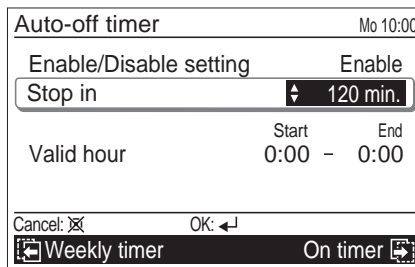 Auto-off timer Mo 10:00
Enable/Disable setting Enable
Stop in 120 min.
Start End
Valid hour 0:00 - 0:00
Cancel: OK:
Weekly timer On timer